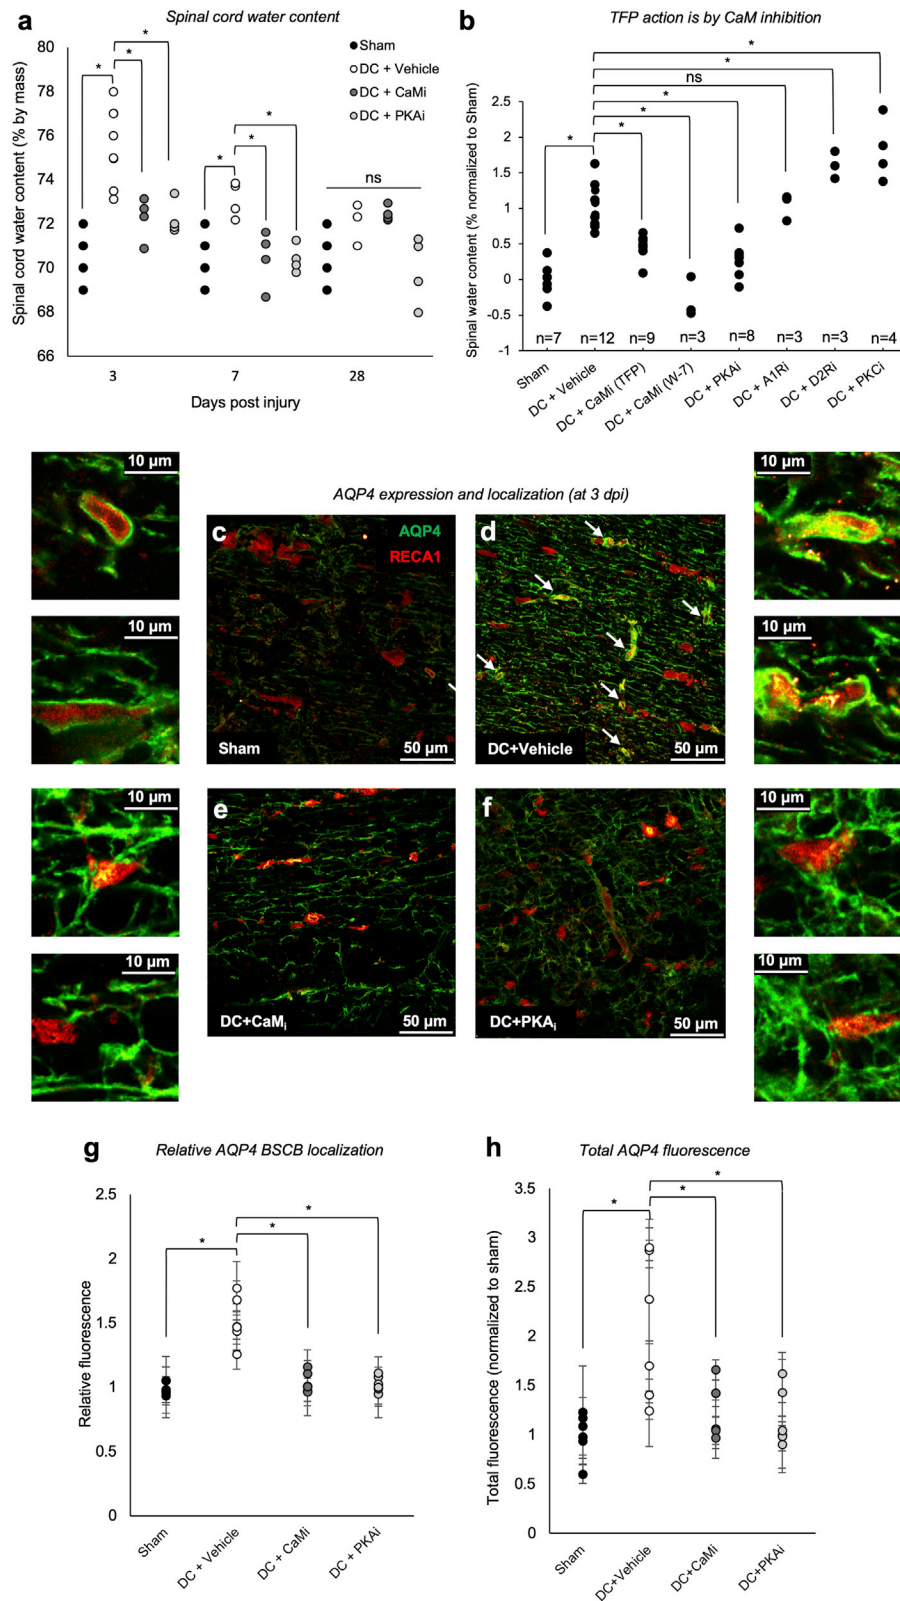 a
Spinal cord water content
Spinal cord water content (% by mass)
80
78
76
74
72
70
68
66
Sham
DC + Vehicle
DC + CaMi
DC + PKAi
*
*
*
*
*
*
ns
3
7
28
Days post injury
b
TFP action is by CaM inhibition
Spinal water content (% normalized to Sham)
2.5
2
1.5
1
0.5
0
-0.5
-1
*
ns
*
*
*
*
*
n=7
n=12
n=9
n=3
n=8
n=3
n=3
n=4
Sham
DC + Vehicle
DC + CaMi (TFP)
DC + CaMi (W-7)
DC + PKAi
DC + A1Ri
DC + D2Ri
DC + PKCi
AQP4 expression and localization (at 3 dpi)
10 µm
10 µm
c
AQP4
RECA1
Sham
50 µm
d
DC+Vehicle
50 µm
10 µm
10 µm
10 µm
10 µm
e
DC+CaMi
50 µm
f
DC+PKAi
50 µm
10 µm
10 µm
g
Relative AQP4 BSCB localization
Relative fluorescence
2.5
2
1.5
1
0.5
0
*
*
*
Sham
DC + Vehicle
DC + CaMi
DC + PKAi
h
Total AQP4 fluorescence
Total fluorescence (normalized to sham)
3.5
3
2.5
2
1.5
1
0.5
0
*
*
*
Sham
DC+Vehicle
DC+CaMi
DC+PKAi